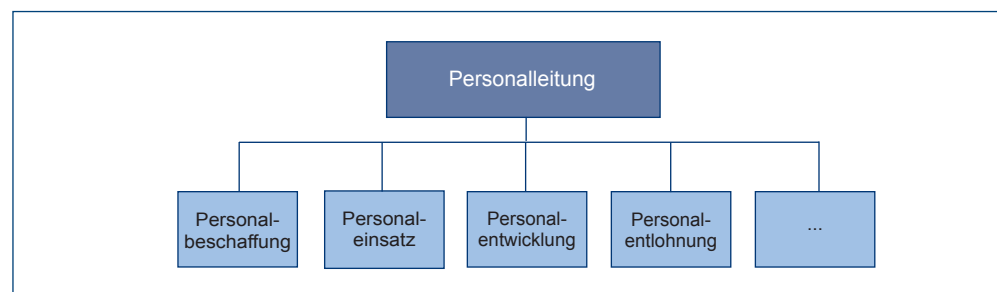 Personalleitung
Personal-
beschaffung
Personal-
einsatz
Personal-
entwicklung
Personal-
entlohnung
...